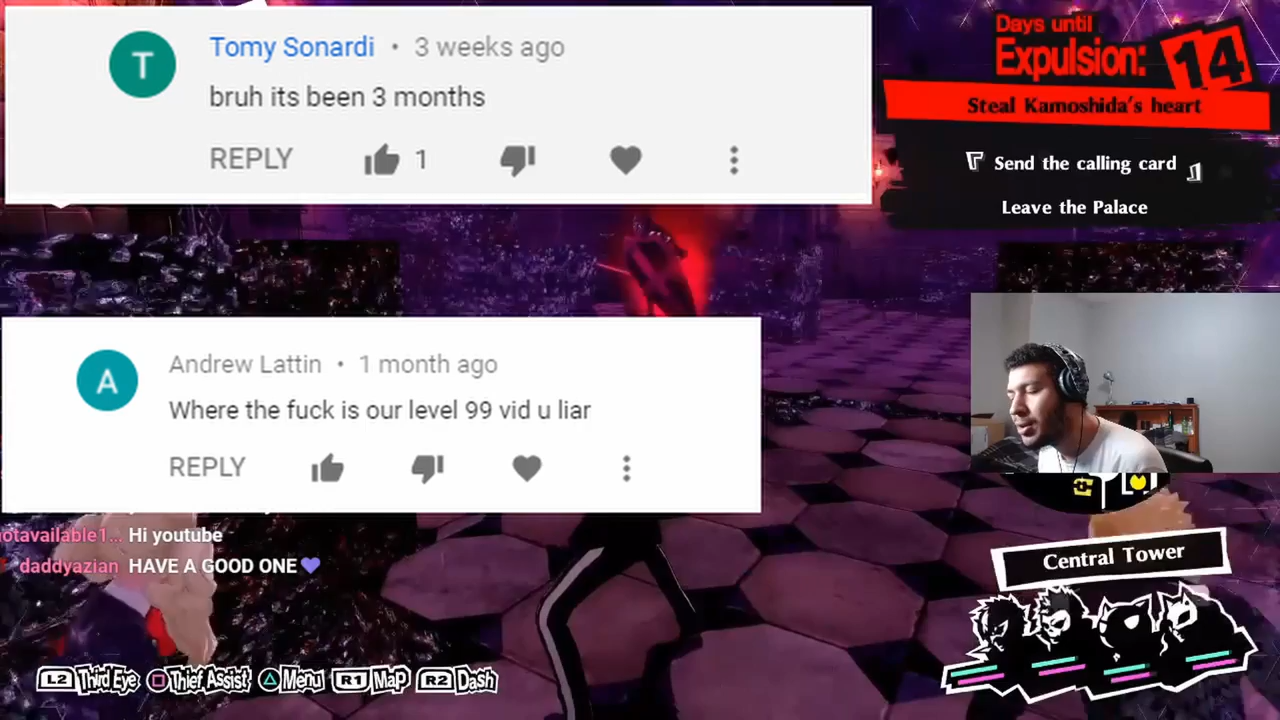 T
Tomy Sonardi • 3 weeks ago
bruh its been 3 months
REPLY 1
Days until
Expulsion: 14
Steal Kamoshida's heart
Send the calling card
Leave the Palace
A
Andrew Lattin • 1 month ago
Where the fuck is our level 99 vid u liar
REPLY
otavailable1... Hi youtube
daddyazian HAVE A GOOD ONE💜
Central Tower
L2 Third Eye Thief Assist Menu R1 Map R2 Dash